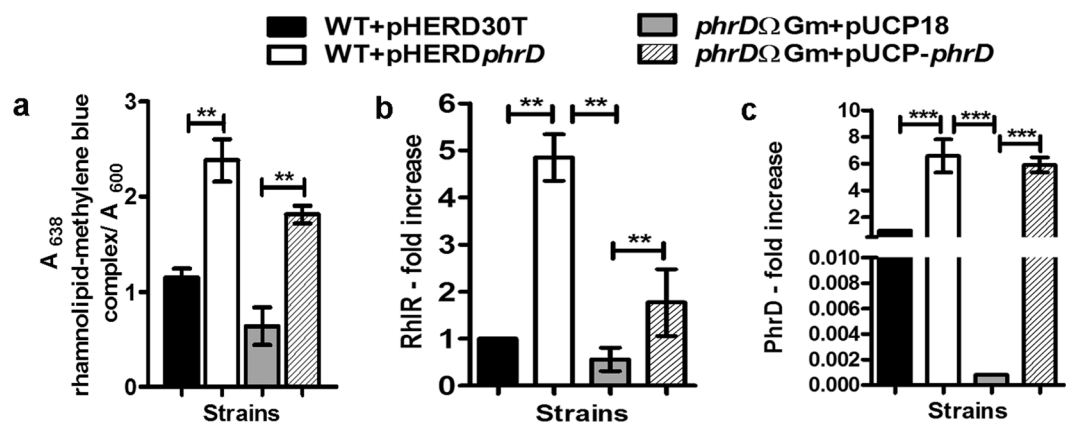 WT+pHERD30T
WT+pHERDphrD
phrDΩGm+pUCP18
phrDΩGm+pUCP-phrD
a
A 638
rhamnolipid-methylene blue
complex/ A 600
3
2
1
0
**
**
Strains
b
RhlR - fold increase
6
5
4
3
2
1
0
**
**
**
Strains
c
PhrD - fold increase
10
8
6
4
2
0.010
0.008
0.006
0.004
0.002
0.000
***
***
***
Strains